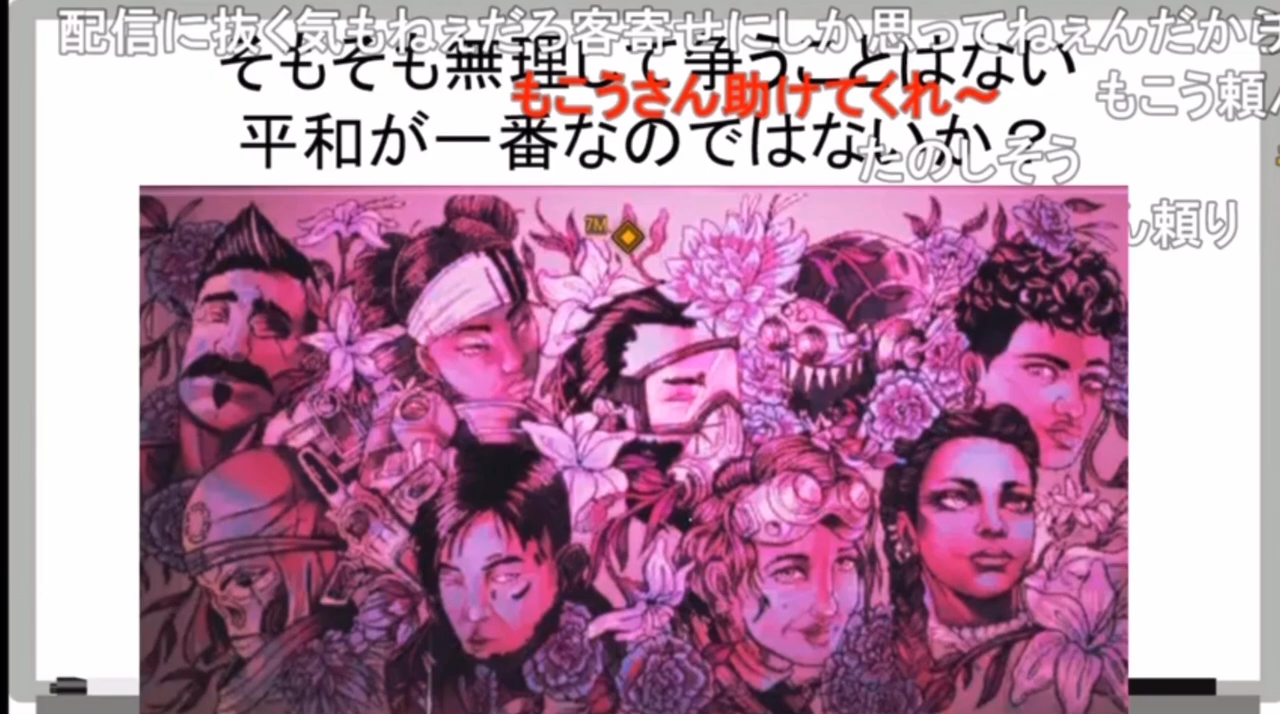 配信に抜く気もねぇだろ客寄せにしか思ってねぇんだから
そもそも無理して争うことはない
もこうさん助けてくれ～
もこう頼
平和が一番なのではないか？
たのしそう
ん頼り
7M